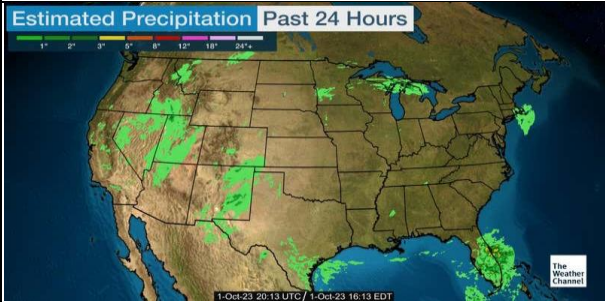 Estimated Precipitation Past 24 Hours
1" 2" 3" 5" 8" 12" 18" 24"+
The
Weather
Channel
1-Oct-23 20:13 UTC / 1-Oct-23 16:13 EDT